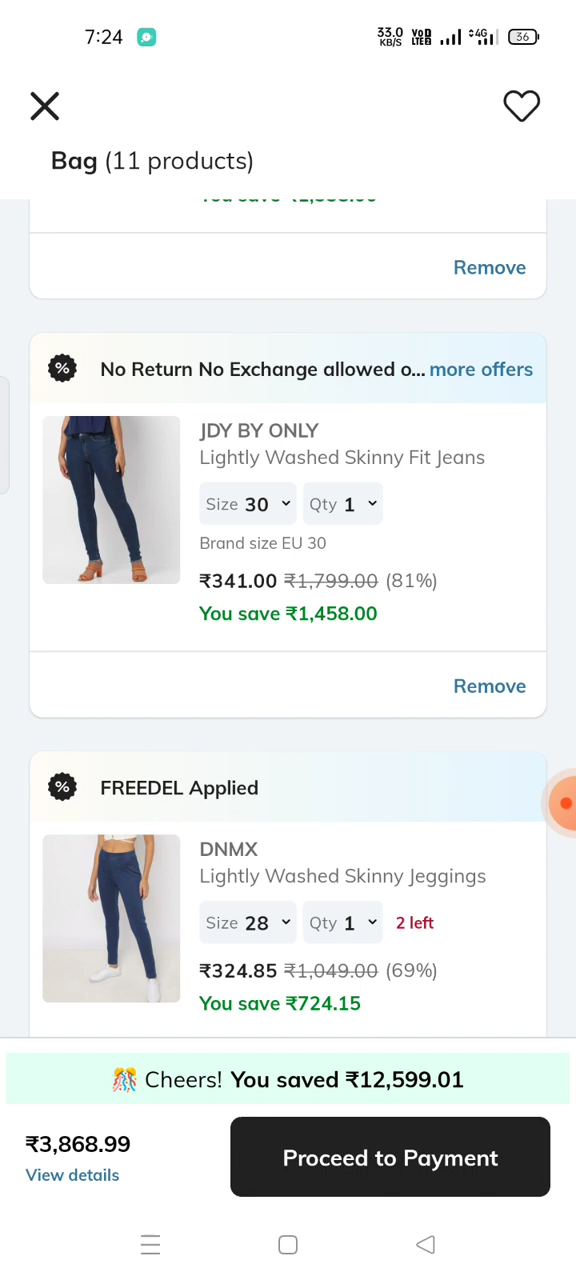 7:24
33.0 KB/S VoD LTE2 4G 36
Bag (11 products)
Remove
% No Return No Exchange allowed o... more offers
JDY BY ONLY
Lightly Washed Skinny Fit Jeans
Size 30 Qty 1
Brand size EU 30
₹341.00 ₹1,799.00 (81%)
You save ₹1,458.00
Remove
% FREEDEL Applied
DNMX
Lightly Washed Skinny Jeggings
Size 28 Qty 1 2 left
₹324.85 ₹1,049.00 (69%)
You save ₹724.15
Cheers! You saved ₹12,599.01
₹3,868.99
View details
Proceed to Payment